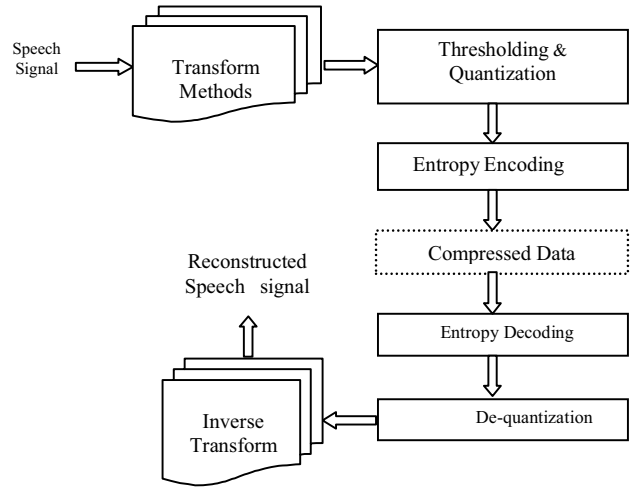 Speech
Signal
Transform
Methods
Thresholding &
Quantization
Entropy Encoding
Compressed Data
Entropy Decoding
De-quantization
Inverse
Transform
Reconstructed
Speech signal